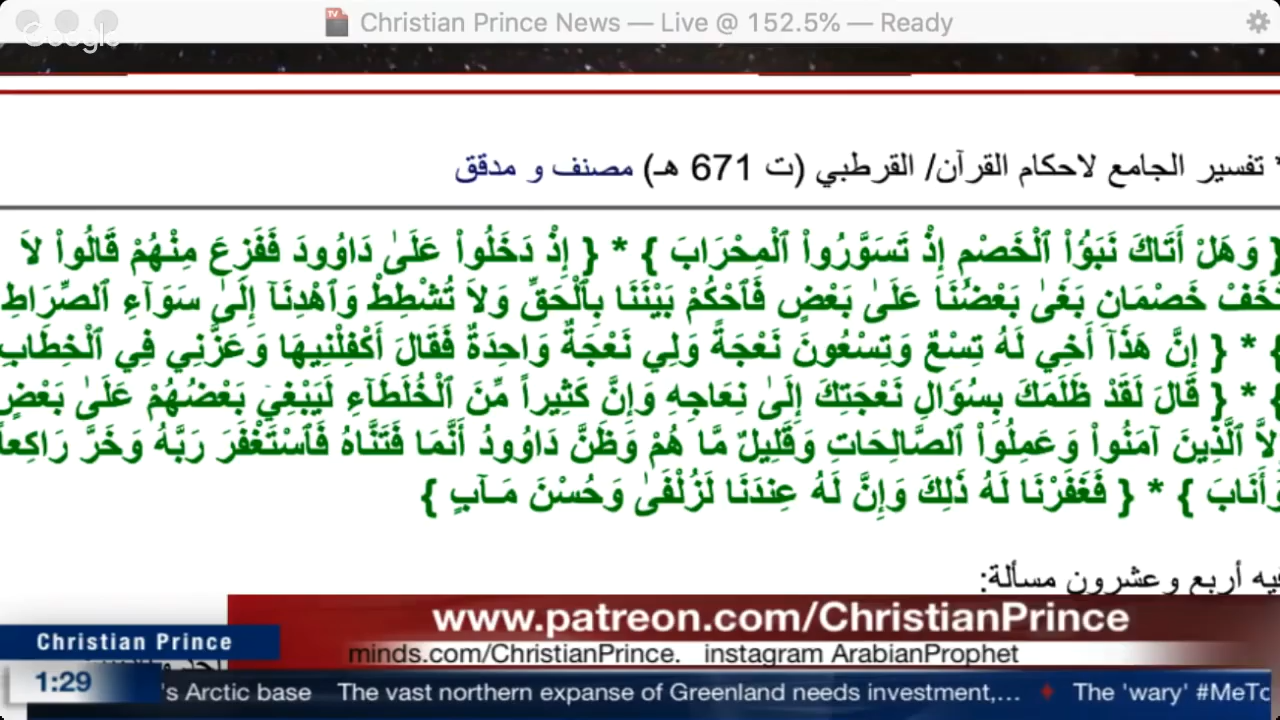 Christian Prince News — Live @ 152.5% — Ready
Google
* تفسير الجامع لاحكام القرآن/ القرطبي (ت 671 هـ) مصنف و مدقق
{ وَهَلْ أَتَاكَ نَبَؤُاْ ٱلْخَصْمِ إِذْ تَسَوَّرُواْ ٱلْمِحْرَابَ } * { إِذْ دَخَلُواْ عَلَىٰ دَاوُودَ فَفَزِعَ مِنْهُمْ قَالُواْ لاَ
تَخَفْ خَصْمَانِ بَغَىٰ بَعْضُنَا عَلَىٰ بَعْضٍ فَٱحْكُمْ بَيْنَنَا بِٱلْحَقِّ وَلاَ تُشْطِطْ وَٱهْدِنَآ إِلَىٰ سَوَآءِ ٱلصِّرَاطِ
} * { إِنَّ هَذَآ أَخِي لَهُ تِسْعٌ وَتِسْعُونَ نَعْجَةً وَلِي نَعْجَةٌ وَاحِدَةٌ فَقَالَ أَكْفِلْنِيهَا وَعَزَّنِي فِي ٱلْخِطَابِ
} * { قَالَ لَقَدْ ظَلَمَكَ بِسُؤَالِ نَعْجَتِكَ إِلَىٰ نِعَاجِهِ وَإِنَّ كَثِيراً مِّنَ ٱلْخُلَطَآءِ لَيَبْغِيۤ بَعْضُهُمْ عَلَىٰ بَعْضٍ
إِلاَّ ٱلَّذِينَ آمَنُواْ وَعَمِلُواْ ٱلصَّالِحَاتِ وَقَلِيلٌ مَّا هُمْ وَظَنَّ دَاوُودُ أَنَّمَا فَتَنَّاهُ فَٱسْتَغْفَرَ رَبَّهُ وَخَرَّ رَاكِعاً
وَأَنَابَ } * { فَغَفَرْنَا لَهُ ذَلِكَ وَإِنَّ لَهُ عِندَنَا لَزُلْفَىٰ وَحُسْنَ مَـآبٍ }
فيه أربع وعشرون مسألة:
www.patreon.com/ChristianPrince
Christian Prince
minds.com/ChristianPrince. instagram ArabianProphet
1:29
's Arctic base The vast northern expanse of Greenland needs investment,... The 'wary' #MeTo